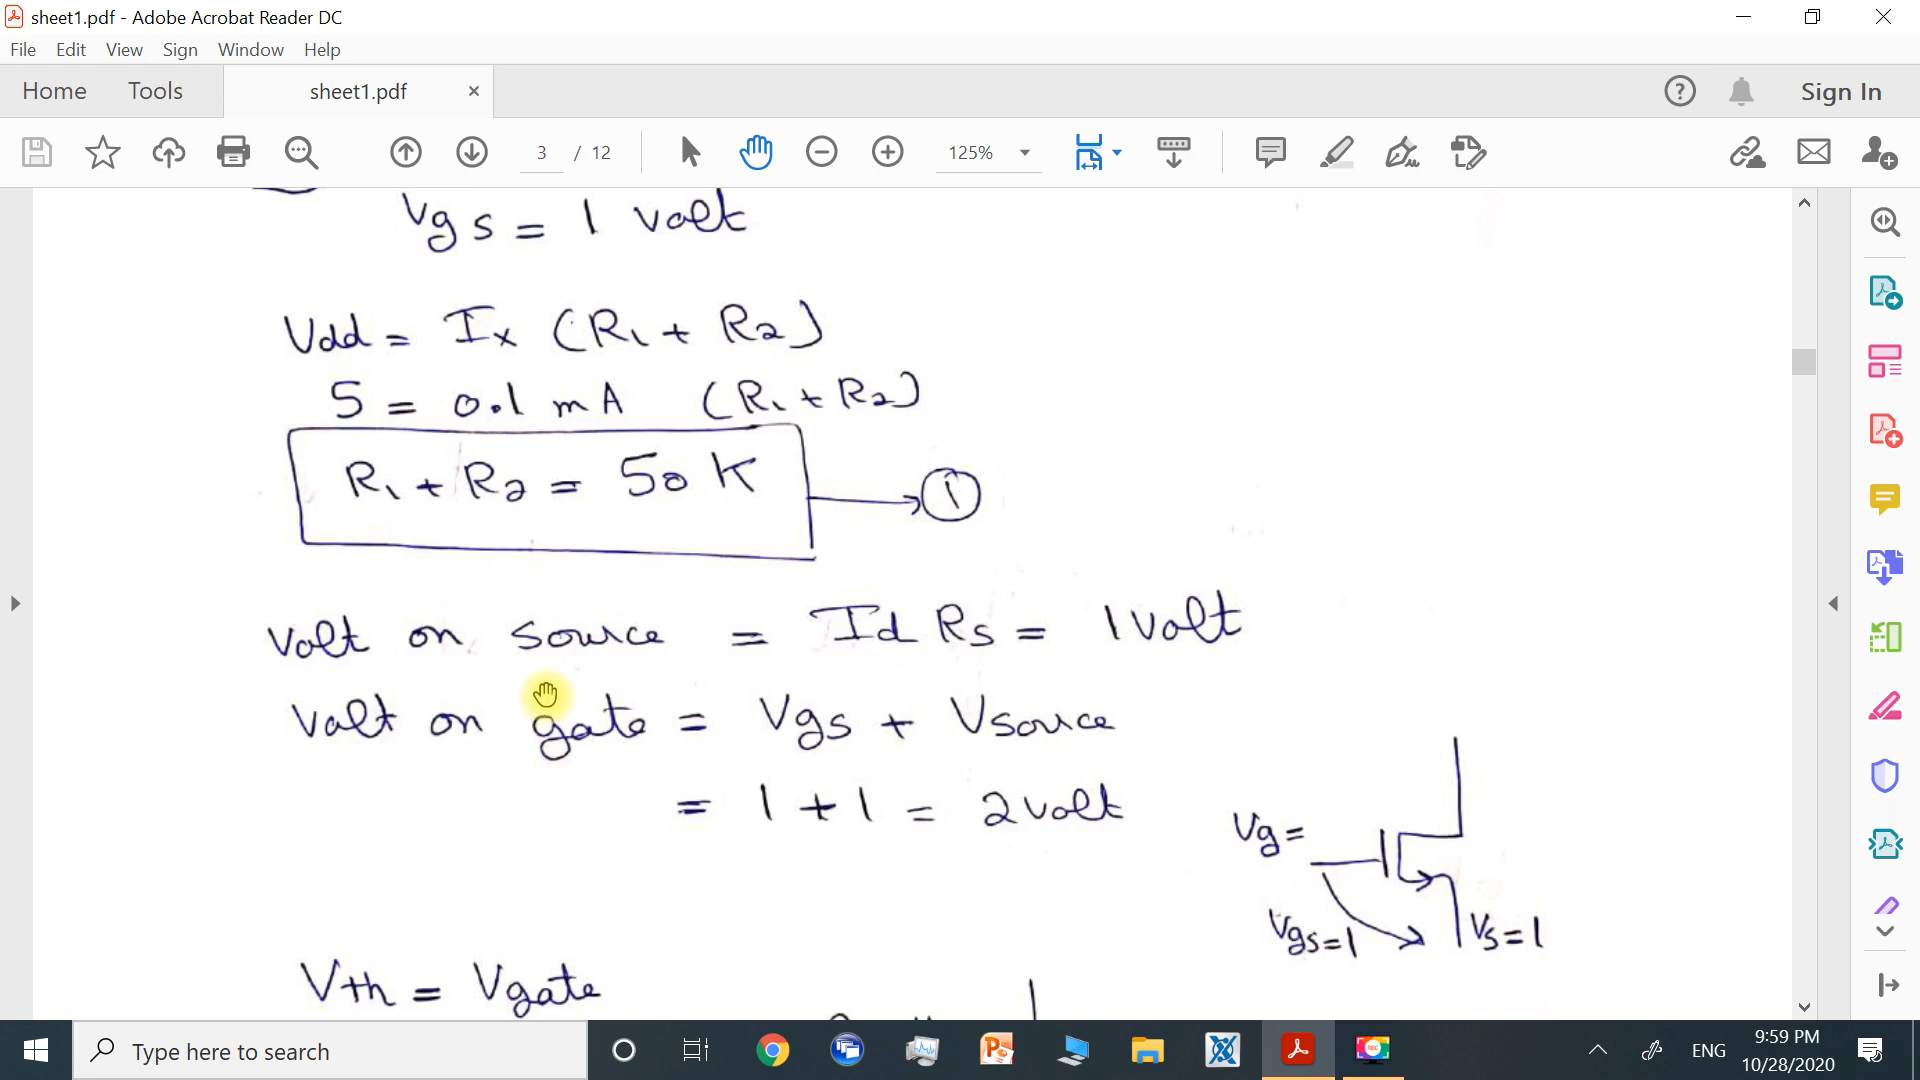 sheet1.pdf - Adobe Acrobat Reader DC
File Edit View Sign Window Help
Home Tools sheet1.pdf × ? Sign In
3 / 12 125%
Vgs = 1 volt
Vdd = Ix (R1 + R2)
5 = 0.1 mA (R1 + R2)
R1 + R2 = 50 K → 1
Volt on source = Id Rs = 1 volt
Volt on gate = Vgs + Vsource
= 1 + 1 = 2 volt
Vg =
Vgs=1 Vs=1
Vth = Vgate
Type here to search
ENG 9:59 PM
10/28/2020